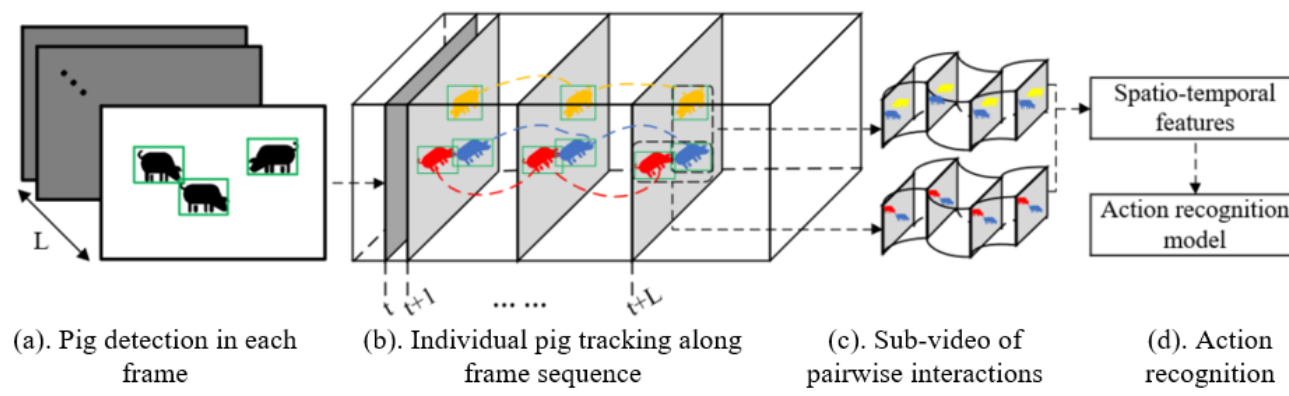 L
t
t+1
... ...
t+L
Spatio-temporal
features
Action recognition
model
(a). Pig detection in each
frame
(b). Individual pig tracking along
frame sequence
(c). Sub-video of
pairwise interactions
(d). Action
recognition